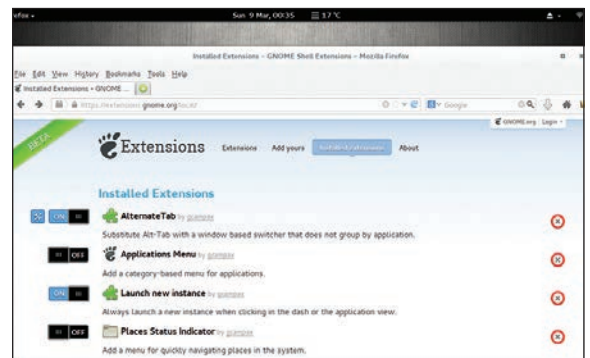 efox
Sun 9 Mar, 00:35 17 °C
Installed Extensions - GNOME Shell Extensions - Mozilla Firefox
File Edit View History Bookmarks Tools Help
Installed Extensions • GNOME ...
https://extensions.gnome.org/local/ Google
GNOME.org Login
BETA
Extensions Extensions Add yours Installed extensions About
Installed Extensions
ON AlternateTab by gcampax
Substitute Alt-Tab with a window based switcher that does not group by application.
OFF Applications Menu by gcampax
Add a category-based menu for applications.
ON Launch new instance by gcampax
Always launch a new instance when clicking in the dash or the application view.
OFF Places Status Indicator by gcampax
Add a menu for quickly navigating places in the system.